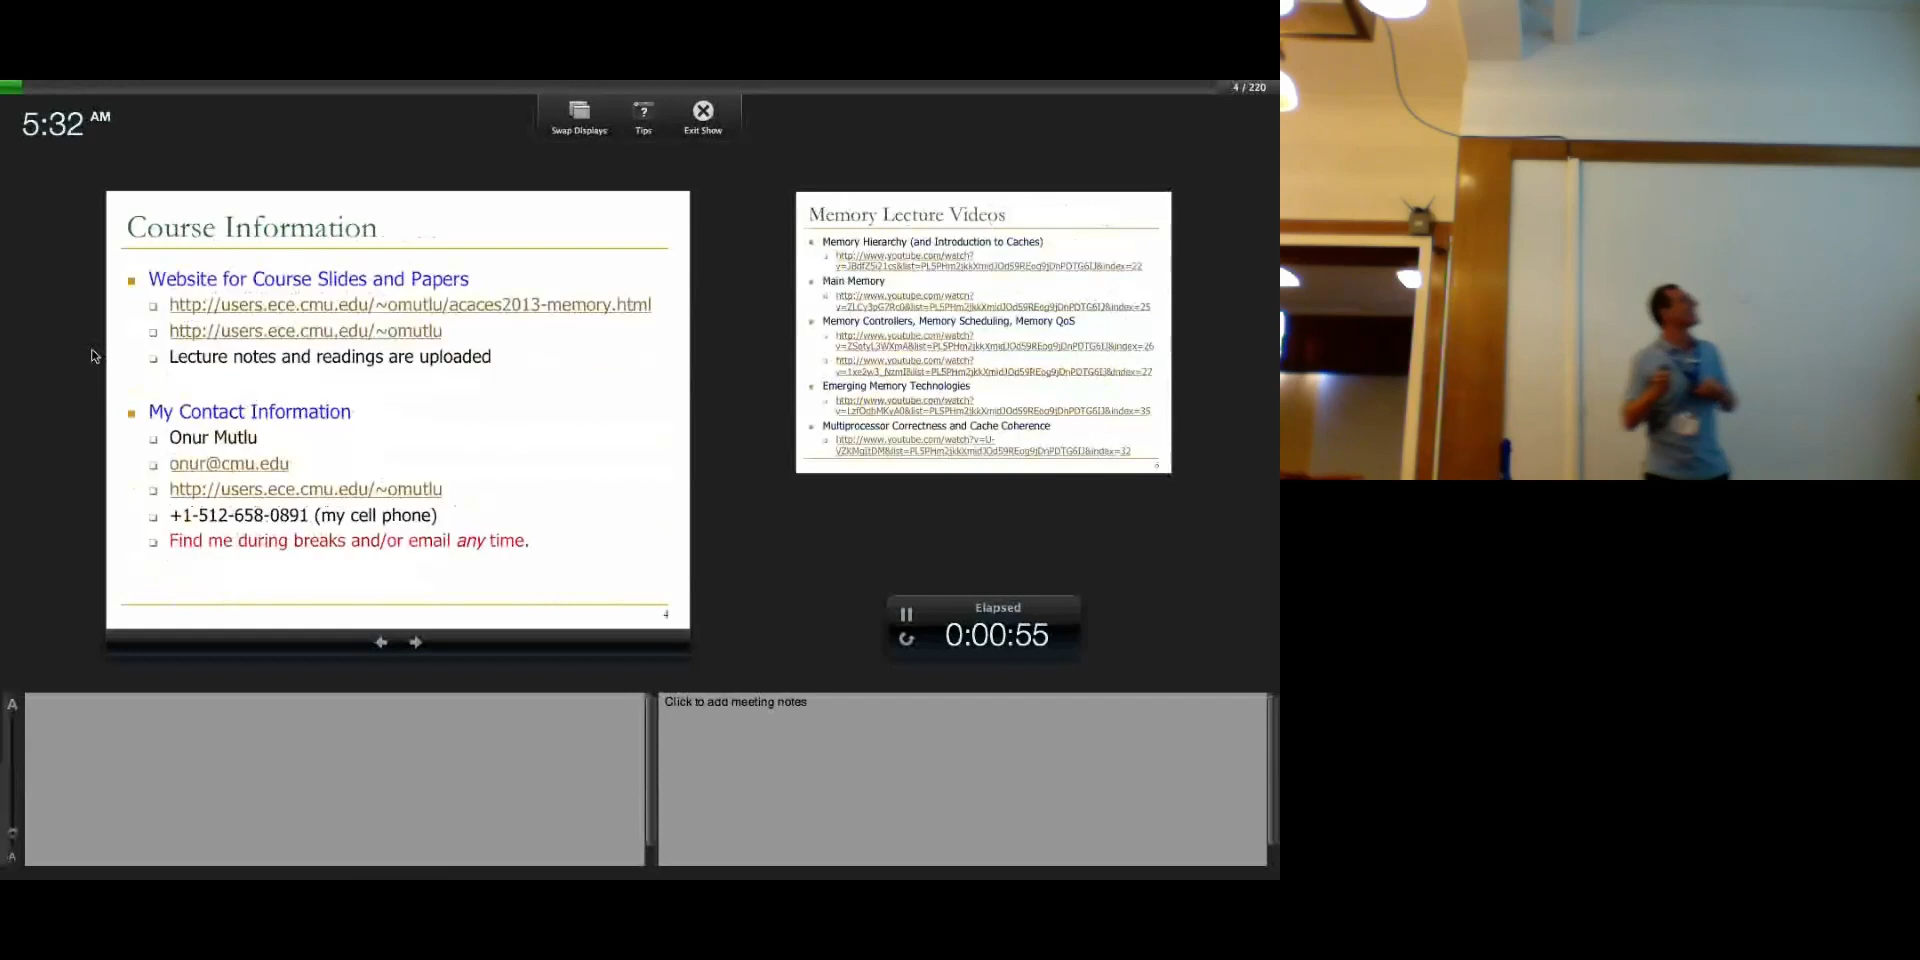 4 / 220
5:32 AM
Swap Displays
Tips
Exit Show
Course Information
Website for Course Slides and Papers
http://users.ece.cmu.edu/~omutlu/acaces2013-memory.html
http://users.ece.cmu.edu/~omutlu
Lecture notes and readings are uploaded
My Contact Information
Onur Mutlu
onur@cmu.edu
http://users.ece.cmu.edu/~omutlu
+1-512-658-0891 (my cell phone)
Find me during breaks and/or email any time.
4
Memory Lecture Videos
Memory Hierarchy (and Introduction to Caches)
http://www.youtube.com/watch?
Main Memory
http://www.youtube.com/watch?
Memory Controllers, Memory Scheduling, Memory QoS
http://www.youtube.com/watch?
http://www.youtube.com/watch?
Emerging Memory Technologies
http://www.youtube.com/watch?
Multiprocessor Correctness and Cache Coherence
http://www.youtube.com/watch?v=U-
Elapsed
0:00:55
A
A
Click to add meeting notes